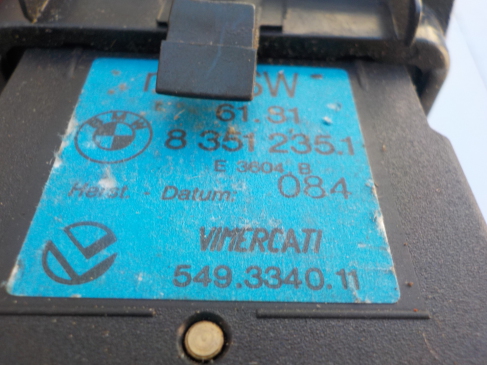 61.31
8 351 235.1
E 3604 B
Herst. - Datum: 084
VIMERCATI
549.3340.11